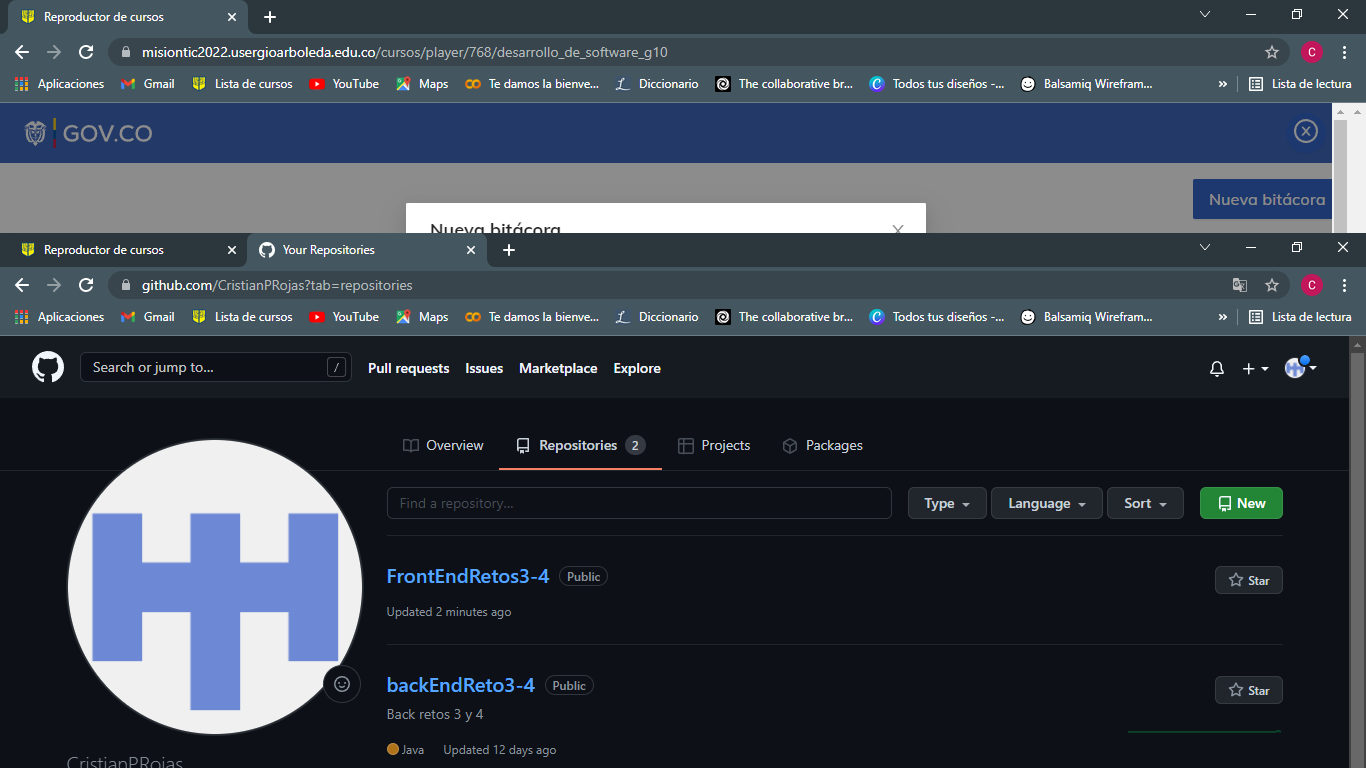 Reproductor de cursos
misiontic2022.usergioarboleda.edu.co/cursos/player/768/desarrollo_de_software_g10
Aplicaciones Gmail Lista de cursos YouTube Maps Te damos la bienve... Diccionario The collaborative br... Todos tus diseños -... Balsamiq Wirefram... » Lista de lectura
GOV.CO
Nueva bitácora
Nueva bitácora
Reproductor de cursos Your Repositories
github.com/CristianPRojas?tab=repositories
Aplicaciones Gmail Lista de cursos YouTube Maps Te damos la bienve... Diccionario The collaborative br... Todos tus diseños -... Balsamiq Wirefram... » Lista de lectura
Search or jump to... / Pull requests Issues Marketplace Explore
Overview Repositories 2 Projects Packages
Find a repository... Type Language Sort New
FrontEndRetos3-4 Public Star
Updated 2 minutes ago
backEndReto3-4 Public Star
Back retos 3 y 4
Java Updated 12 days ago
CristianPRojas